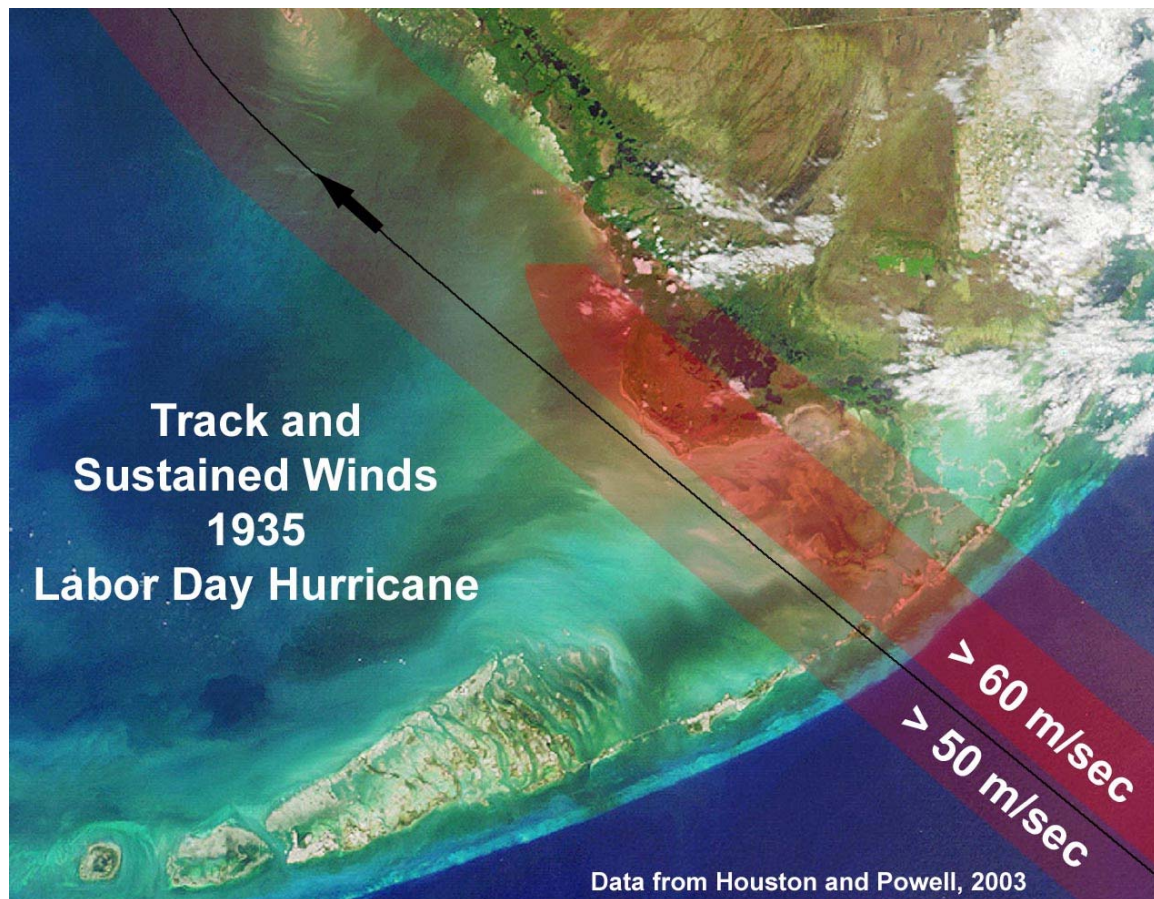 Track and
Sustained Winds
1935
Labor Day Hurricane
> 60 m/sec
> 50 m/sec
Data from Houston and Powell, 2003